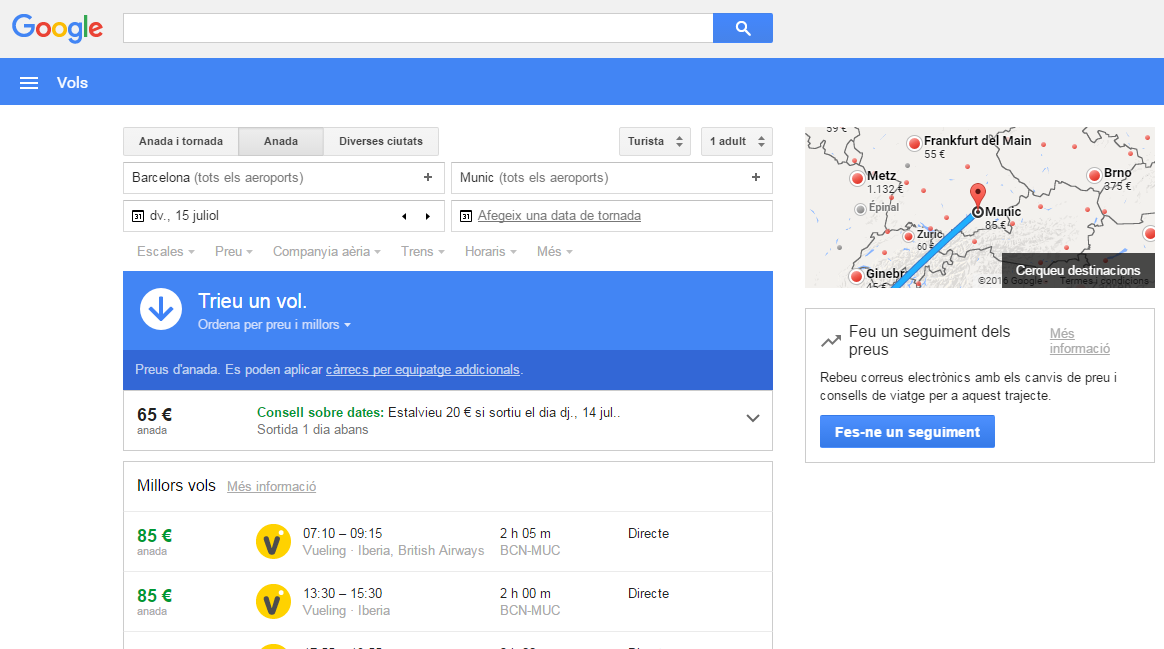 Google
Vols
Anada i tornada
Anada
Diverses ciutats
Turista
1 adult
Barcelona (tots els aeroports) +
Munic (tots els aeroports) +
31 dv., 15 juliol
31 Afegeix una data de tornada
Escales
Preu
Companyia aèria
Trens
Horaris
Més
Trieu un vol.
Ordena per preu i millors
Preus d'anada. Es poden aplicar càrrecs per equipatge addicionals.
65 €
anada
Consell sobre dates: Estalvieu 20 € si sortiu el dia dj., 14 jul..
Sortida 1 dia abans
Millors vols Més informació
85 €
anada
07:10 – 09:15
Vueling · Iberia, British Airways
2 h 05 m
BCN-MUC
Directe
85 €
anada
13:30 – 15:30
Vueling · Iberia
2 h 00 m
BCN-MUC
Directe
59 €
Frankfurt del Main
55 €
Metz
1.132 €
Brno
375 €
Épinal
Munic
85 €
Zuric
60 €
Ginebr
45 €
Cerqueu destinacions
©2016 Google - Termes i condicions
Feu un seguiment dels
preus
Més
informació
Rebeu correus electrònics amb els canvis de preu i
consells de viatge per a aquest trajecte.
Fes-ne un seguiment